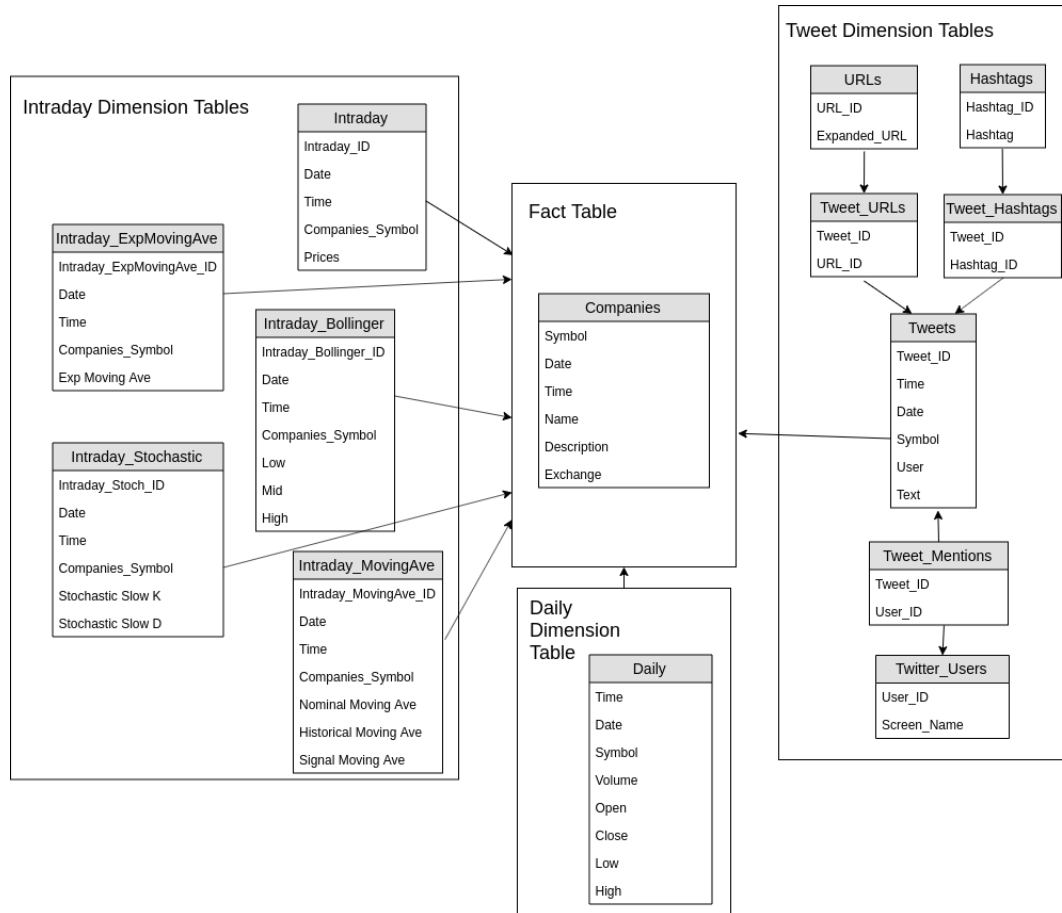 Intraday Dimension Tables
Intraday
Intraday_ID
Date
Time
Companies_Symbol
Prices
Intraday_ExpMovingAve
Intraday_ExpMovingAve_ID
Date
Time
Companies_Symbol
Exp Moving Ave
Intraday_Bollinger
Intraday_Bollinger_ID
Date
Time
Companies_Symbol
Low
Mid
High
Intraday_Stochastic
Intraday_Stoch_ID
Date
Time
Companies_Symbol
Stochastic Slow K
Stochastic Slow D
Intraday_MovingAve
Intraday_MovingAve_ID
Date
Time
Companies_Symbol
Nominal Moving Ave
Historical Moving Ave
Signal Moving Ave
Fact Table
Companies
Symbol
Date
Time
Name
Description
Exchange
Daily
Dimension
Table
Daily
Time
Date
Symbol
Volume
Open
Close
Low
High
Tweet Dimension Tables
URLs
URL_ID
Expanded_URL
Hashtags
Hashtag_ID
Hashtag
Tweet_URLs
Tweet_ID
URL_ID
Tweet_Hashtags
Tweet_ID
Hashtag_ID
Tweets
Tweet_ID
Time
Date
Symbol
User
Text
Tweet_Mentions
Tweet_ID
User_ID
Twitter_Users
User_ID
Screen_Name